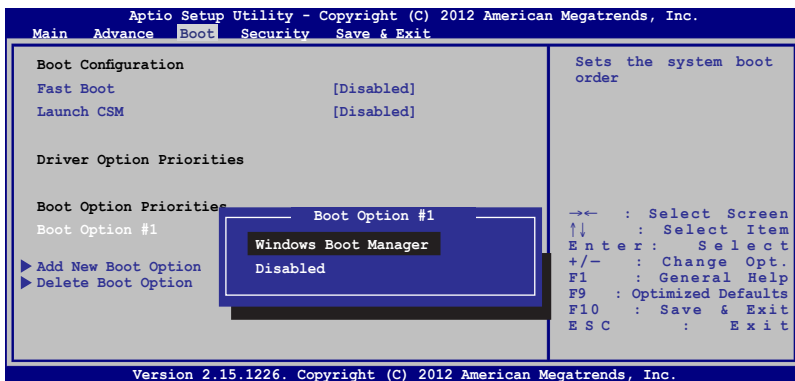 Aptio Setup Utility - Copyright (C) 2012 American Megatrends, Inc.
Main Advance Boot Security Save & Exit
Boot Configuration
Fast Boot [Disabled]
Launch CSM [Disabled]
Driver Option Priorities
Boot Option Priorities
Boot Option #1
Add New Boot Option
Delete Boot Option
Boot Option #1
Windows Boot Manager
Disabled
Sets the system boot
order
→← : Select Screen
↑↓ : Select Item
Enter: Select
+/— : Change Opt.
F1 : General Help
F9 : Optimized Defaults
F10 : Save & Exit
ESC : Exit
Version 2.15.1226. Copyright (C) 2012 American Megatrends, Inc.